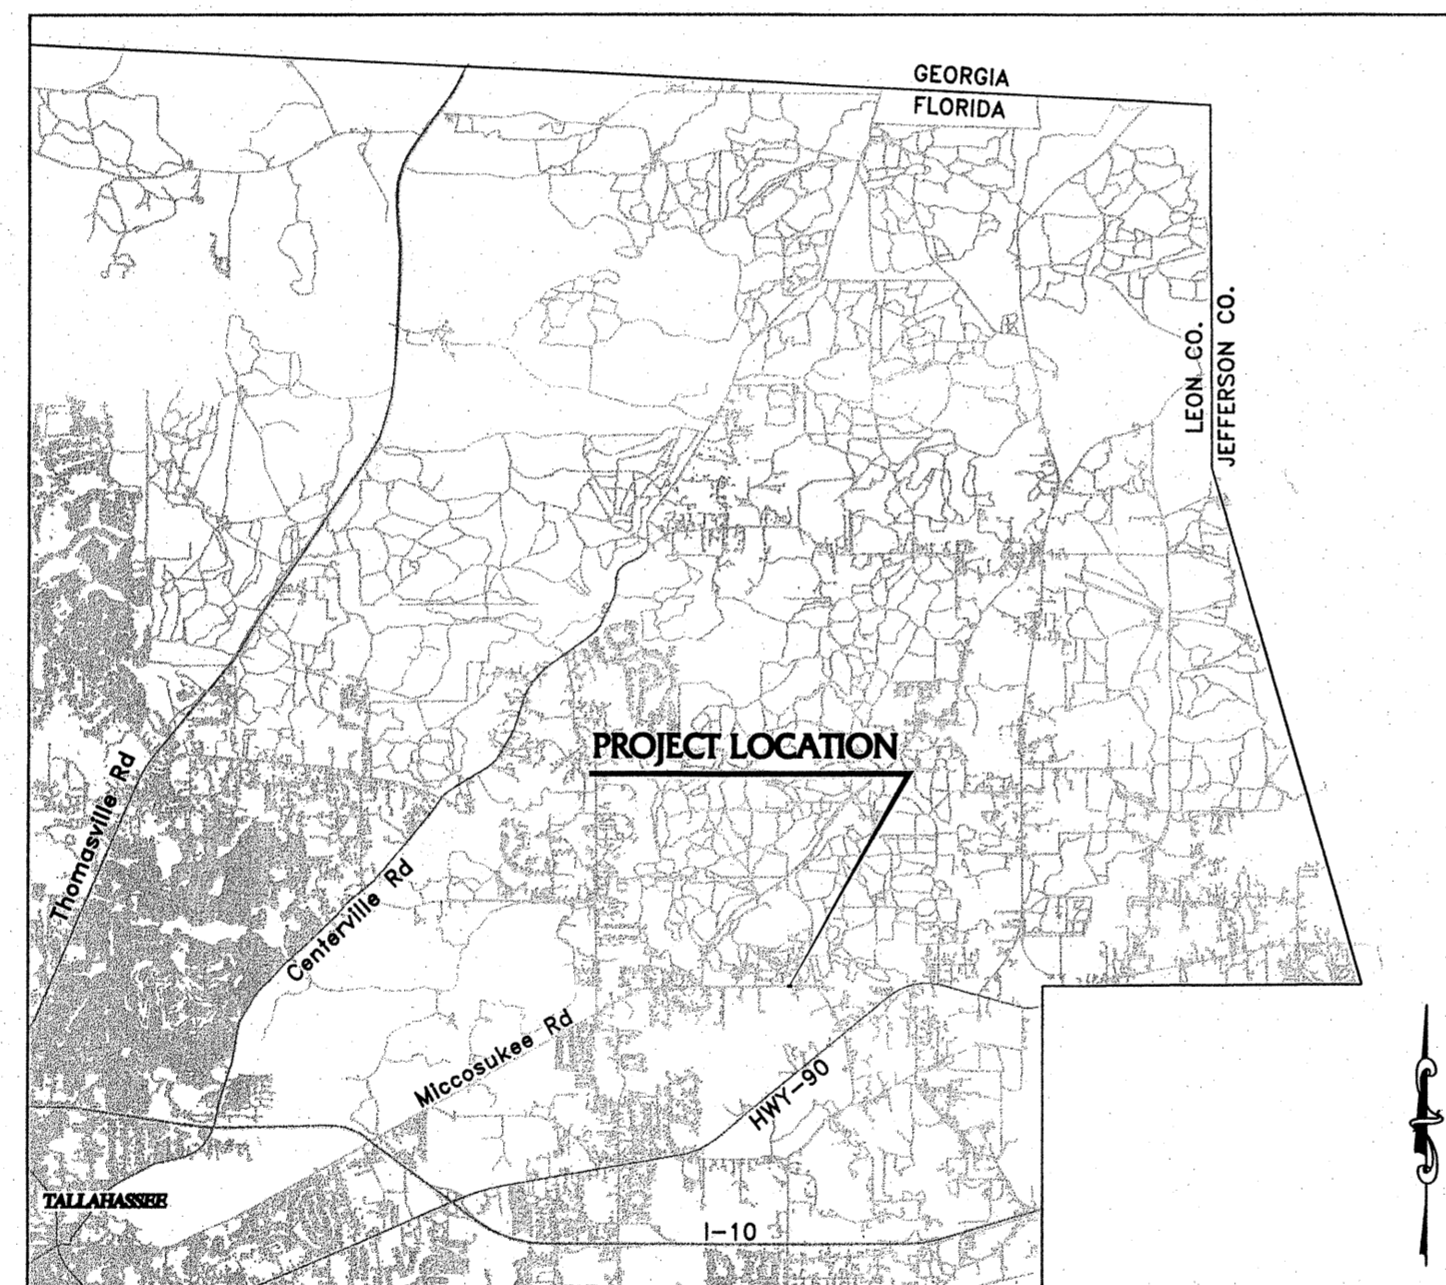 GEORGIA
FLORIDA
LEON CO.
JEFFERSON CO.
PROJECT LOCATION
Thomasville Rd
Centerville Rd
Miccosukee Rd
HWY-90
TALLAHASSEE
I-10